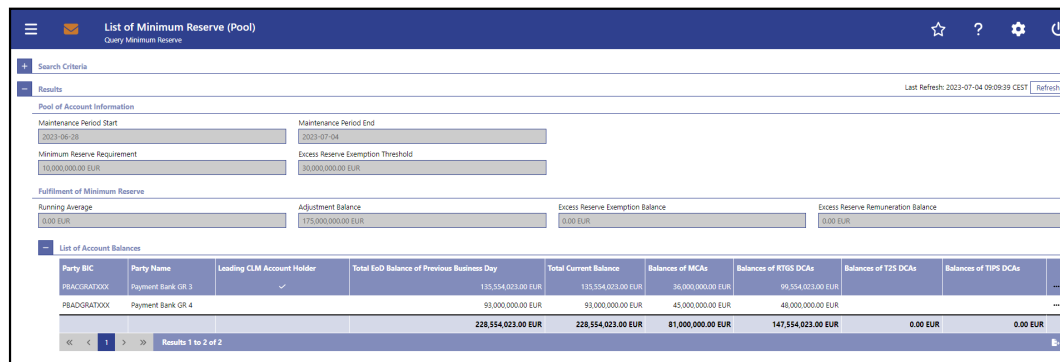 List of Minimum Reserve (Pool)
Query Minimum Reserve
Search Criteria
Results
Last Refresh: 2023-07-04 09:09:39 CEST Refresh
Pool of Account Information
Maintenance Period Start Maintenance Period End
2023-06-28 2023-07-04
Minimum Reserve Requirement Excess Reserve Exemption Threshold
10,000,000.00 EUR 30,000,000.00 EUR
Fulfilment of Minimum Reserve
Running Average Adjustment Balance Excess Reserve Exemption Balance Excess Reserve Remuneration Balance
0.00 EUR 175,000,000.00 EUR 0.00 EUR 0.00 EUR
List of Account Balances
Party BIC Party Name Leading CLM Account Holder Total EoD Balance of Previous Business Day Total Current Balance Balances of MCAs Balances of RTGS DCAs Balances of T2S DCAs Balances of TIPS DCAs
PBACGRATXXX Payment Bank GR 3 135,554,023.00 EUR 135,554,023.00 EUR 36,000,000.00 EUR 99,554,023.00 EUR
PBADGRATXXX Payment Bank GR 4 93,000,000.00 EUR 93,000,000.00 EUR 45,000,000.00 EUR 48,000,000.00 EUR
228,554,023.00 EUR 228,554,023.00 EUR 81,000,000.00 EUR 147,554,023.00 EUR 0.00 EUR 0.00 EUR
« < 1 > » Results 1 to 2 of 2